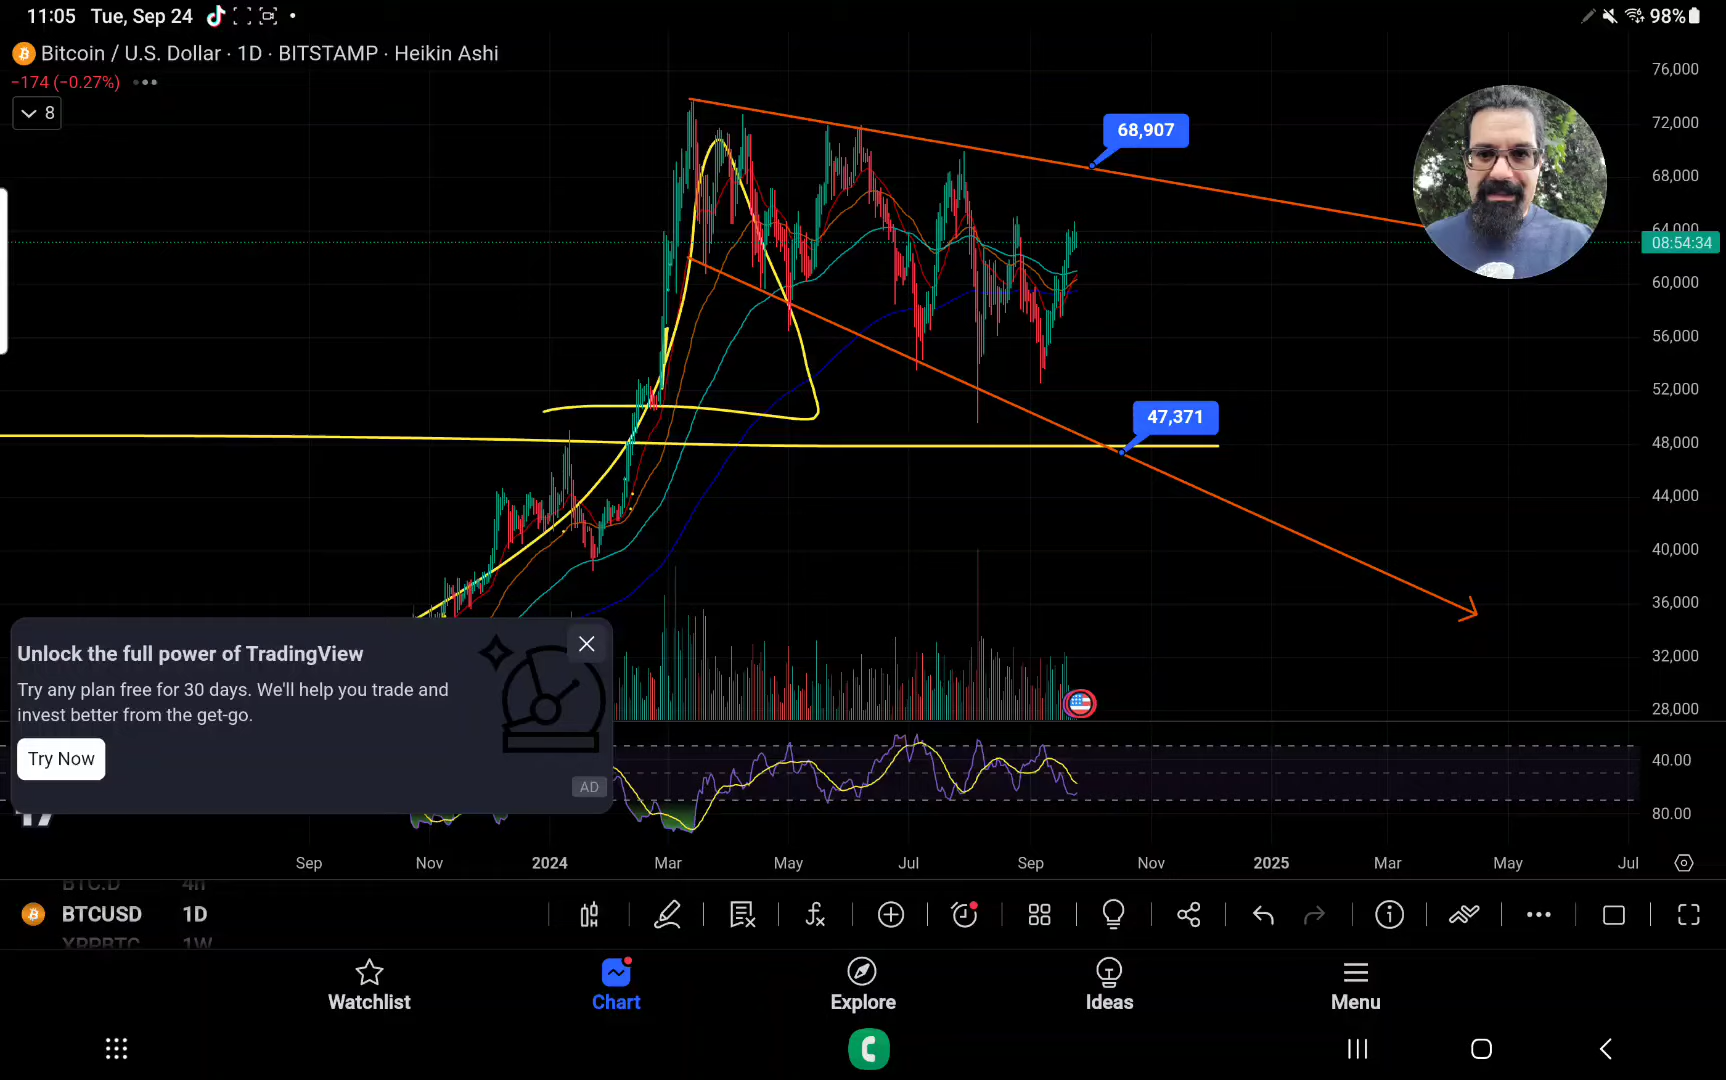 11:05 Tue, Sep 24
98%
Bitcoin / U.S. Dollar · 1D · BITSTAMP · Heikin Ashi
−174 (−0.27%)
8
76,000
72,000
68,000
64,000
08:54:34
60,000
56,000
52,000
48,000
44,000
40,000
36,000
32,000
28,000
68,907
47,371
Unlock the full power of TradingView
Try any plan free for 30 days. We'll help you trade and
invest better from the get-go.
Try Now
AD
40.00
80.00
Sep Nov 2024 Mar May Jul Sep Nov 2025 Mar May Jul
BTC.D 4h
BTCUSD 1D
XRPBTC 1W
Watchlist
Chart
Explore
Ideas
Menu